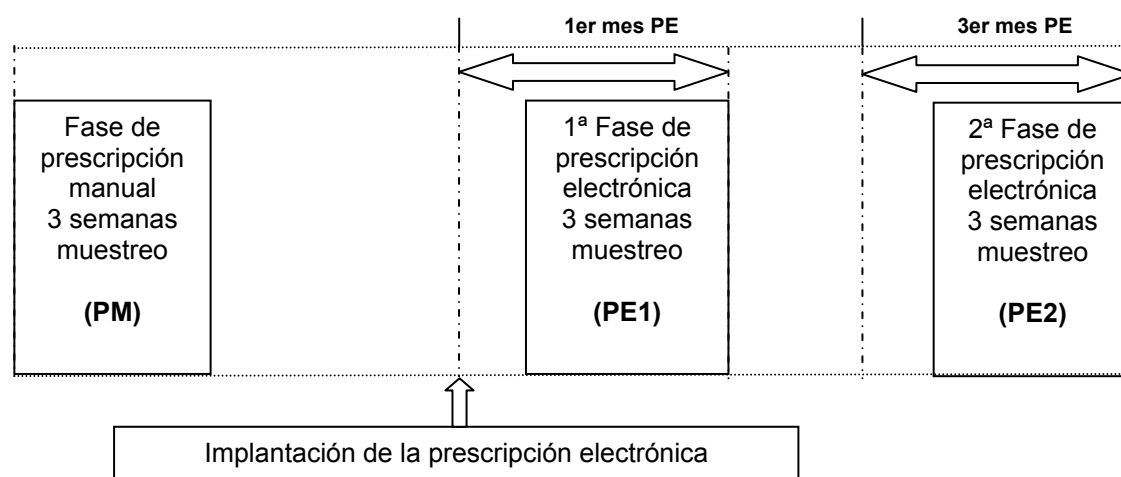 1er mes PE
3er mes PE
Fase de
prescripción
manual
3 semanas
muestreo
(PM)
1ª Fase de
prescripción
electrónica
3 semanas
muestreo
(PE1)
2ª Fase de
prescripción
electrónica
3 semanas
muestreo
(PE2)
Implantación de la prescripción electrónica